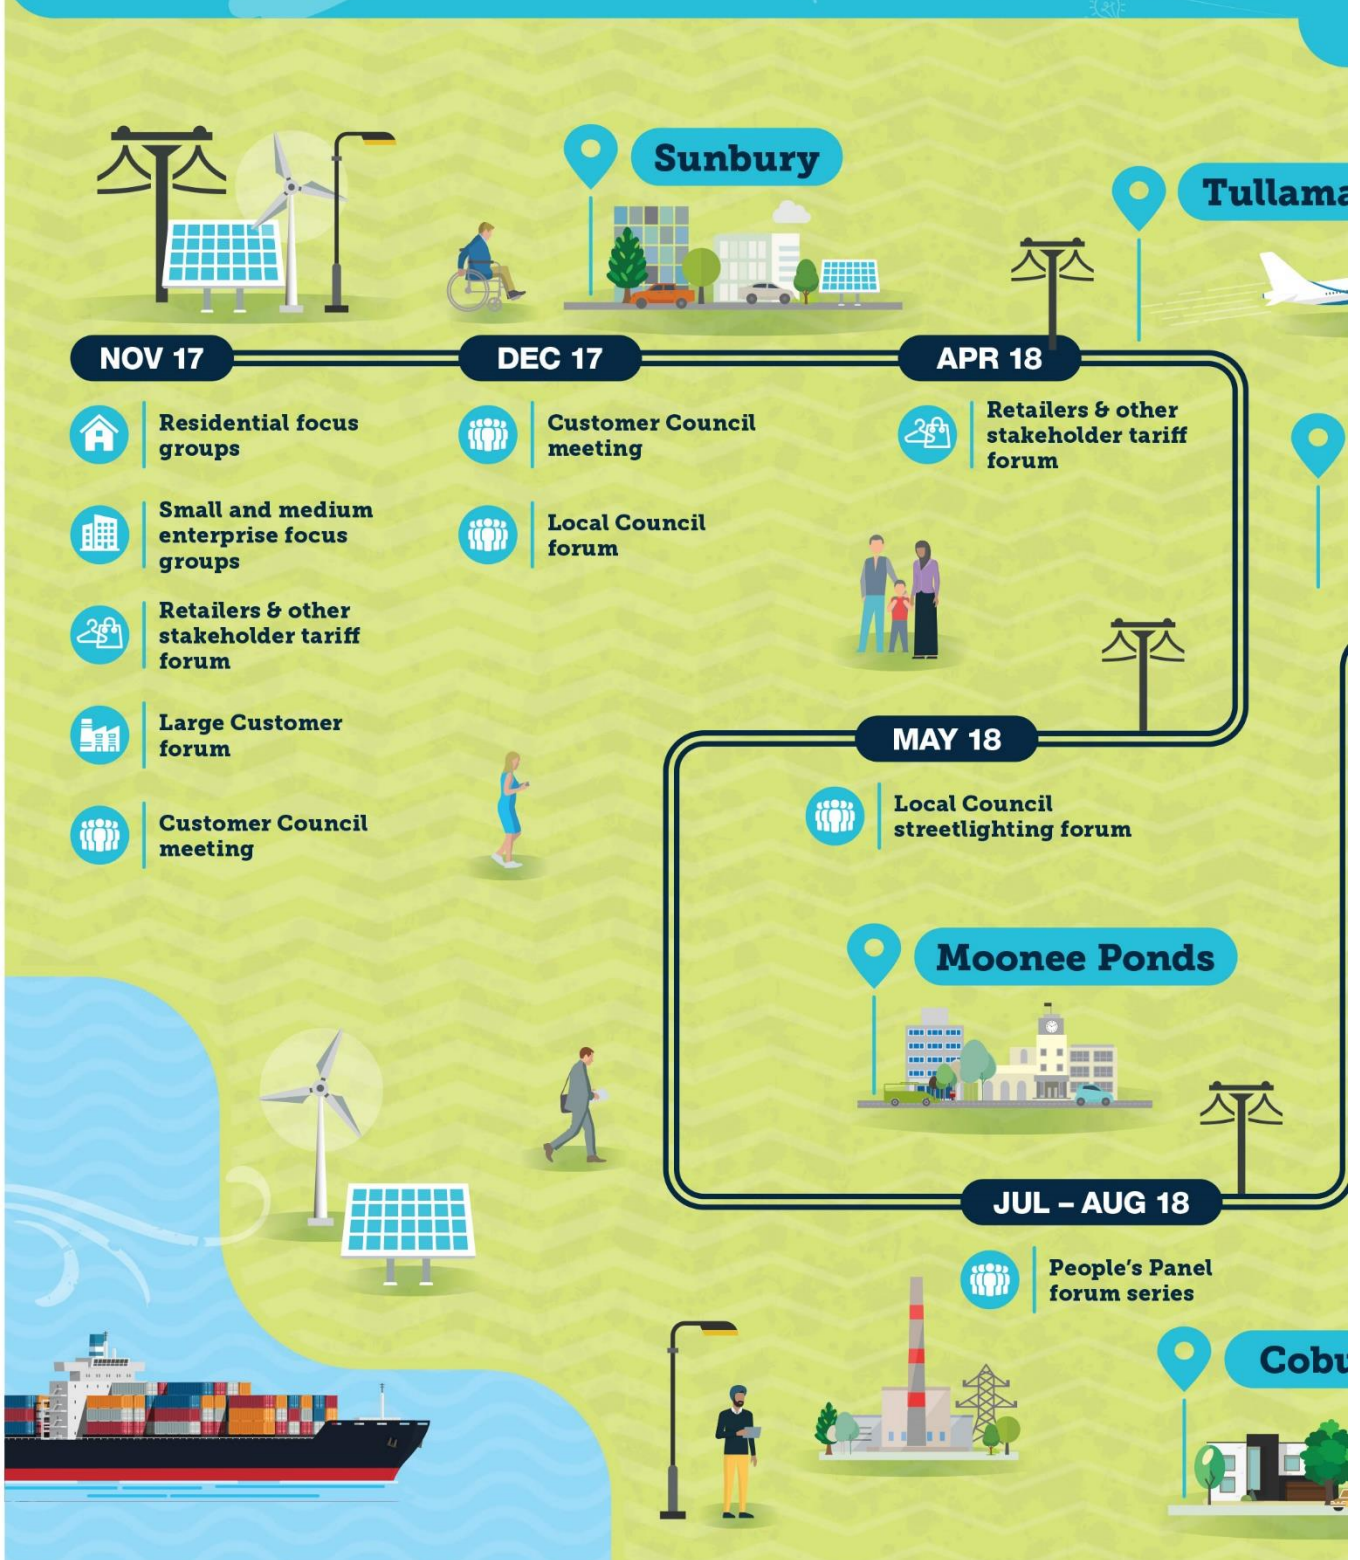 Sunbury
NOV 17
DEC 17
APR 18
Residential focus
groups
Small and medium
enterprise focus
groups
Retailers & other
stakeholder tariff
forum
Large Customer
forum
Customer Council
meeting
Customer Council
meeting
Local Council
forum
Retailers & other
stakeholder tariff
forum
MAY 18
Local Council
streetlighting forum
Moonee Ponds
JUL – AUG 18
People's Panel
forum series